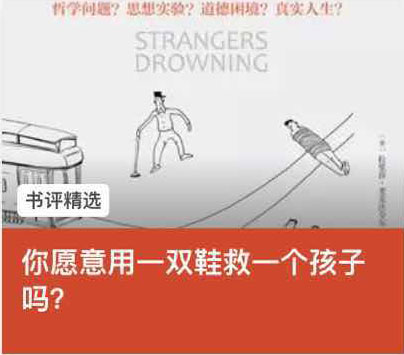 哲学问题？思想实验？道德困境？真实人生？
STRANGERS
DROWNING
书评精选
你愿意用一双鞋救一个孩子
吗？